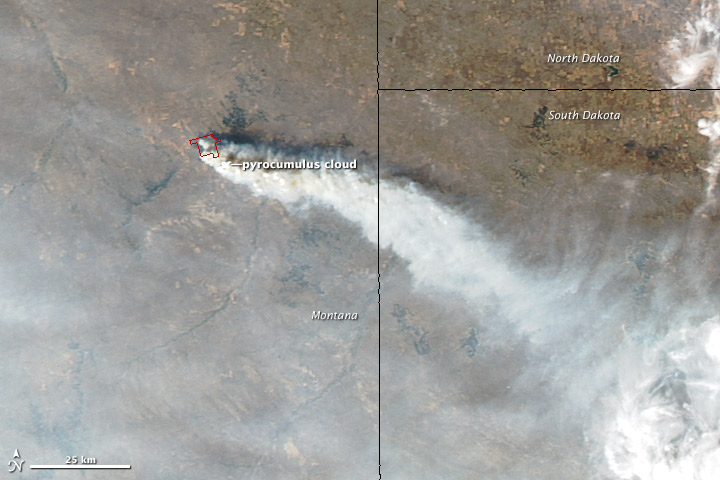 North Dakota
South Dakota
pyrocumulus cloud
Montana
25 km
N